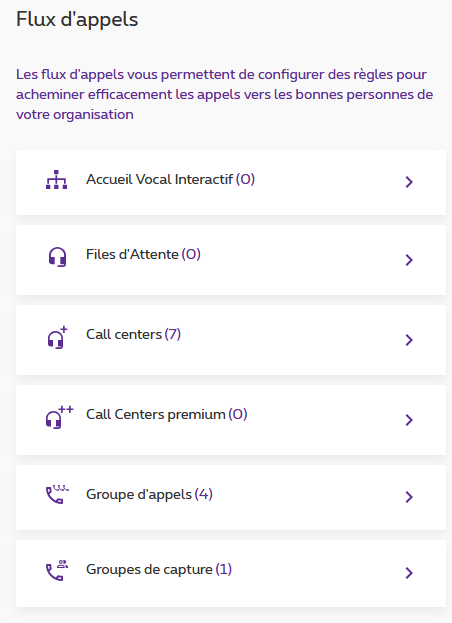 Flux d'appels
Les flux d'appels vous permettent de configurer des règles pour
acheminer efficacement les appels vers les bonnes personnes de
votre organisation
Accueil Vocal Interactif (0)
Files d'Attente (0)
Call centers (7)
Call Centers premium (0)
Groupe d'appels (4)
Groupes de capture (1)